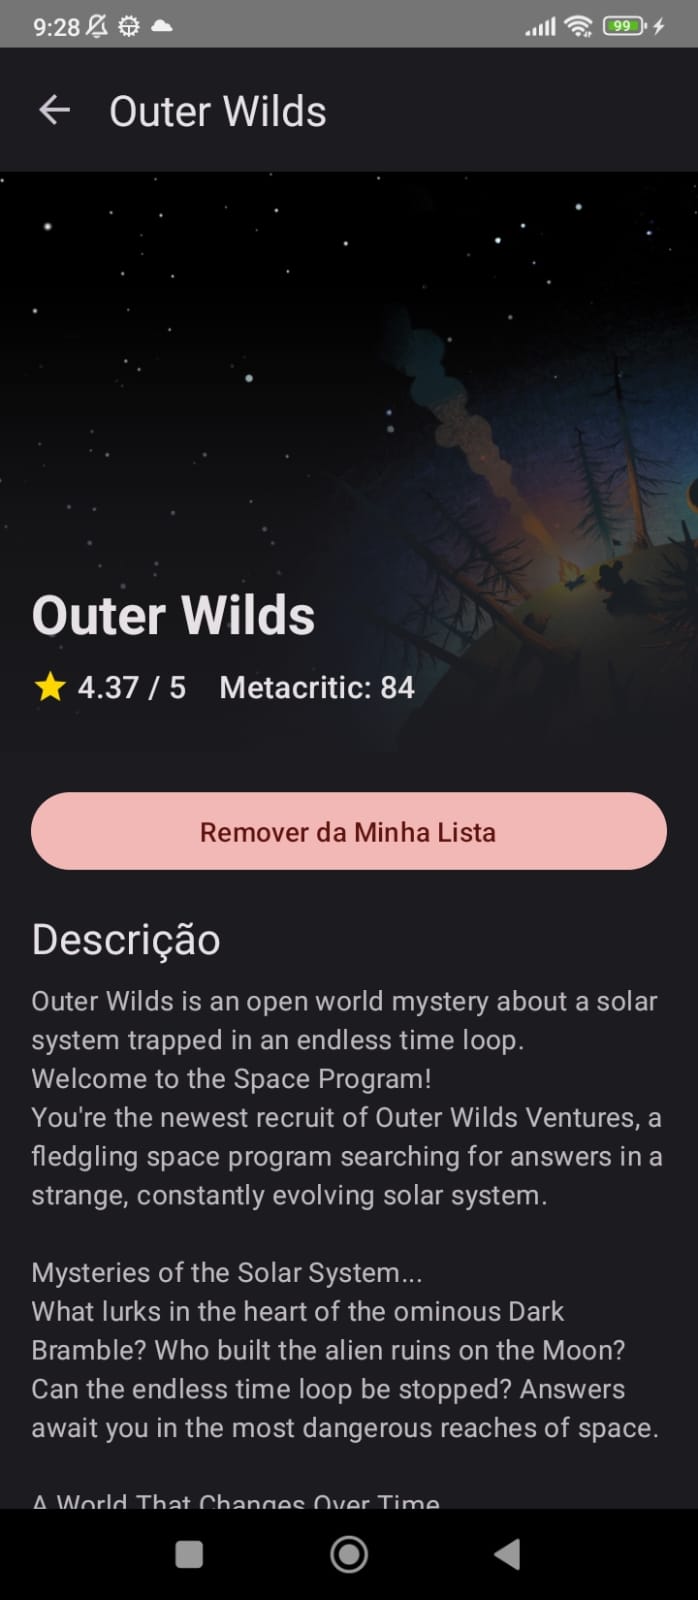 9:28
99
Outer Wilds
Outer Wilds
4.37 / 5 Metacritic: 84
Remover da Minha Lista
Descrição
Outer Wilds is an open world mystery about a solar
system trapped in an endless time loop.
Welcome to the Space Program!
You're the newest recruit of Outer Wilds Ventures, a
fledgling space program searching for answers in a
strange, constantly evolving solar system.
Mysteries of the Solar System...
What lurks in the heart of the ominous Dark
Bramble? Who built the alien ruins on the Moon?
Can the endless time loop be stopped? Answers
await you in the most dangerous reaches of space.
A World That Changes Over Time